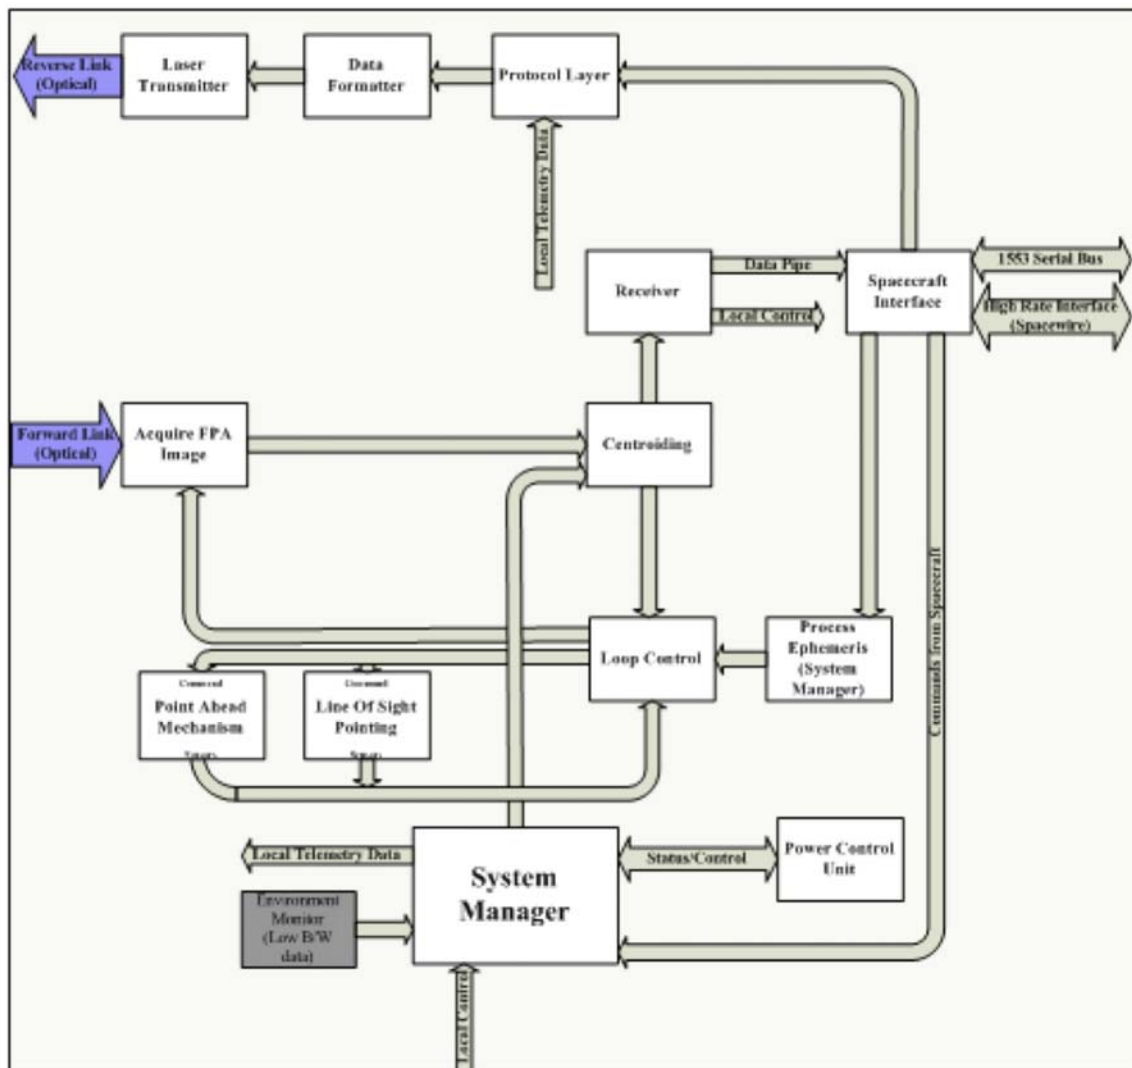 Reverse Link
(Optical)
Laser
Transmitter
Data
Formatter
Protocol Layer
Local Telemetry Data
Receiver
Data Pipe
Local Control
Spacecraft
Interface
1553 Serial Bus
High Rate Interface
(Spacewire)
Forward Link
(Optical)
Acquire FPA
Image
Centroiding
Commands from Spacecraft
Loop Control
Process
Ephemeris
(System
Manager)
Command
Point Ahead
Mechanism
Command
Line Of Sight
Pointing
Local Telemetry Data
System
Manager
Status/Control
Power Control
Unit
Environment
Monitor
(Low B/W
data)
Local Control